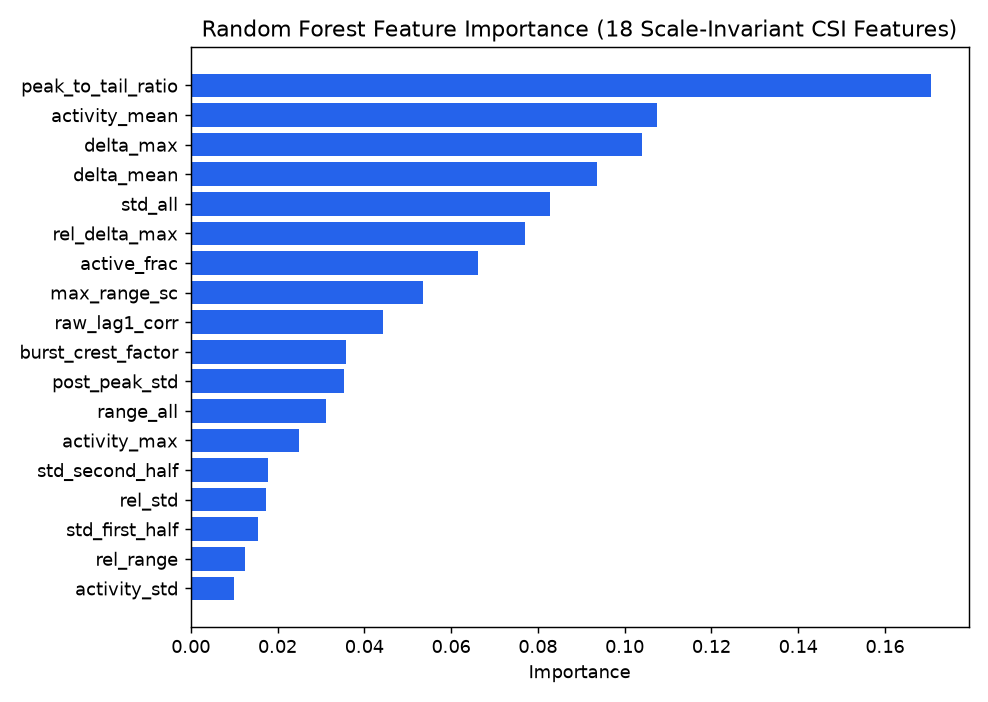 Random Forest Feature Importance (18 Scale-Invariant CSI Features)
peak_to_tail_ratio
activity_mean
delta_max
delta_mean
std_all
rel_delta_max
active_frac
max_range_sc
raw_lag1_corr
burst_crest_factor
post_peak_std
range_all
activity_max
std_second_half
rel_std
std_first_half
rel_range
activity_std
0.00 0.02 0.04 0.06 0.08 0.10 0.12 0.14 0.16
Importance